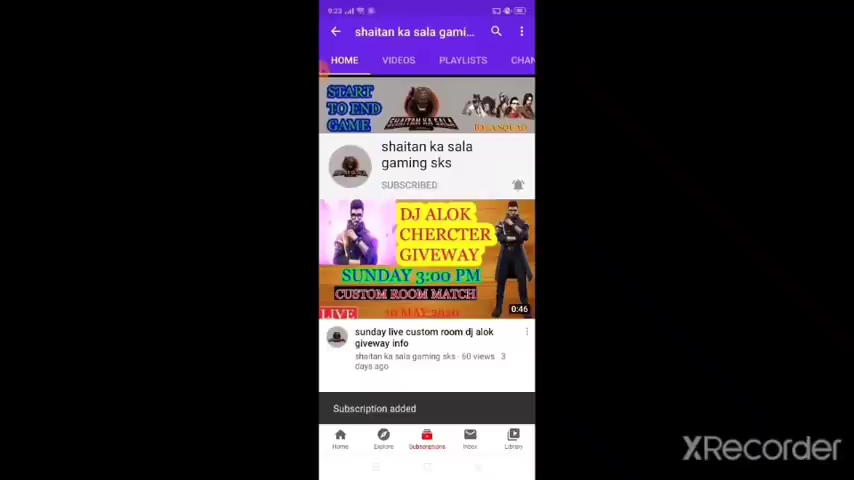 9:23
shaitan ka sala gami...
HOME VIDEOS PLAYLISTS CHAN
START
TO END
GAME
SHAITAN KA SALA
shaitan ka sala
gaming sks
SUBSCRIBED
DJ ALOK
CHERCTER
GIVEWAY
SUNDAY 3:00 PM
CUSTOM ROOM MATCH
LIVE
10 MAY 2020
0:46
sunday live custom room dj alok
giveway info
shaitan ka sala gaming sks · 60 views · 3
days ago
Subscription added
Home Explore Subscriptions Inbox Library
XRecorder